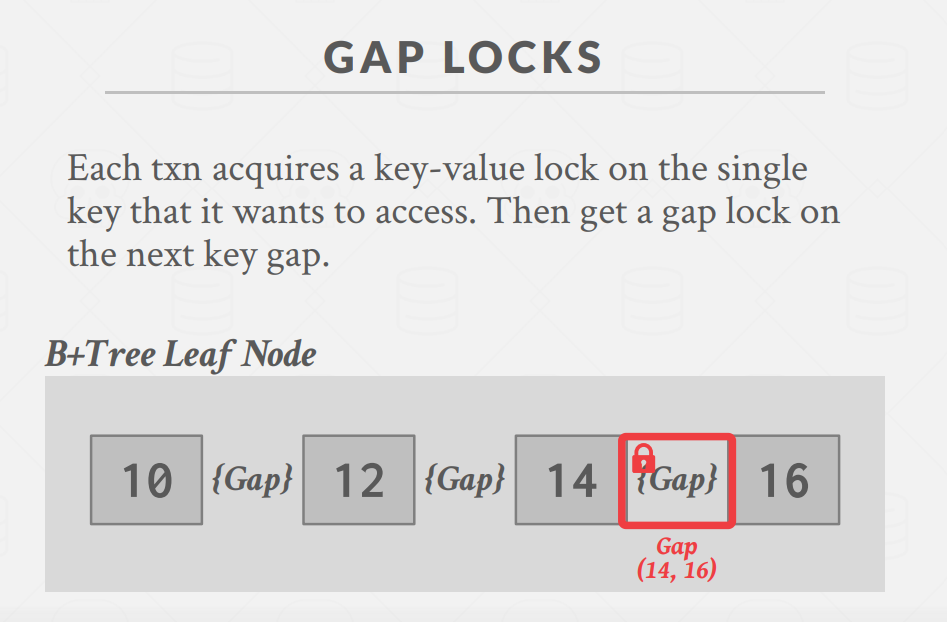 GAP LOCKS
Each txn acquires a key-value lock on the single
key that it wants to access. Then get a gap lock on
the next key gap.
B+Tree Leaf Node
10 {Gap} 12 {Gap} 14 {Gap} 16
Gap
(14, 16)